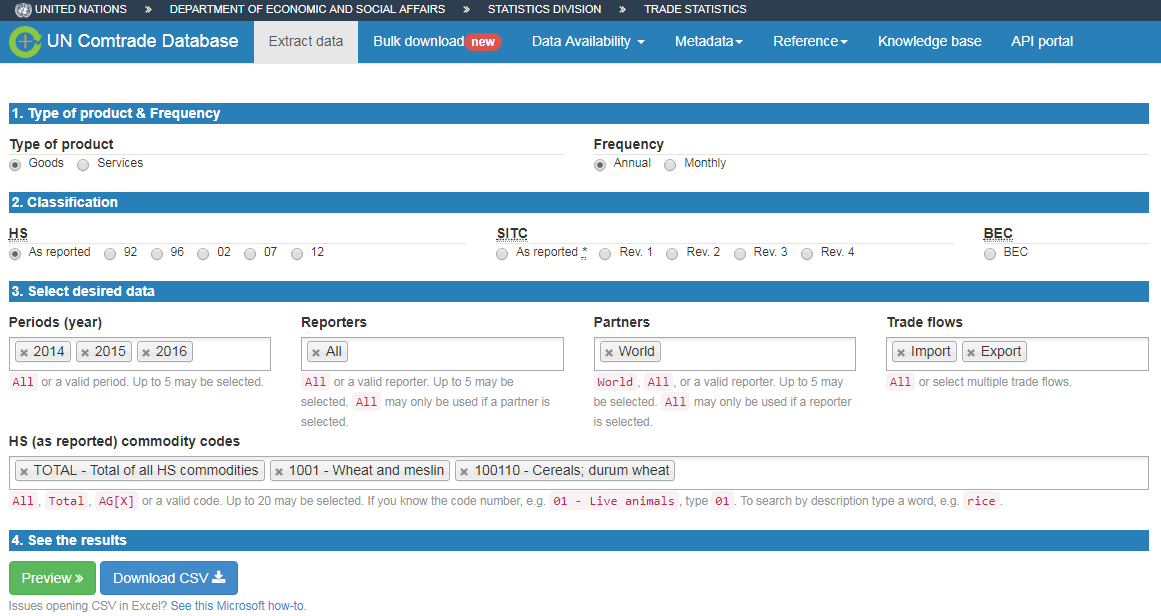 UNITED NATIONS » DEPARTMENT OF ECONOMIC AND SOCIAL AFFAIRS » STATISTICS DIVISION » TRADE STATISTICS
UN Comtrade Database Extract data Bulk download new Data Availability Metadata Reference Knowledge base API portal
1. Type of product & Frequency
Type of product Frequency
Goods Services Annual Monthly
2. Classification
HS SITC BEC
As reported 92 96 02 07 12 As reported * Rev. 1 Rev. 2 Rev. 3 Rev. 4 BEC
3. Select desired data
Periods (year)
× 2014 × 2015 × 2016
All or a valid period. Up to 5 may be selected.
Reporters
× All
All or a valid reporter. Up to 5 may be
selected. All may only be used if a partner is
selected.
Partners
× World
World , All , or a valid reporter. Up to 5 may
be selected. All may only be used if a reporter
is selected.
Trade flows
× Import × Export
All or select multiple trade flows.
HS (as reported) commodity codes
× TOTAL - Total of all HS commodities × 1001 - Wheat and meslin × 100110 - Cereals; durum wheat
All , Total , AG[X] or a valid code. Up to 20 may be selected. If you know the code number, e.g. 01 - Live animals , type 01 . To search by description type a word, e.g. rice .
4. See the results
Preview » Download CSV
Issues opening CSV in Excel? See this Microsoft how-to.